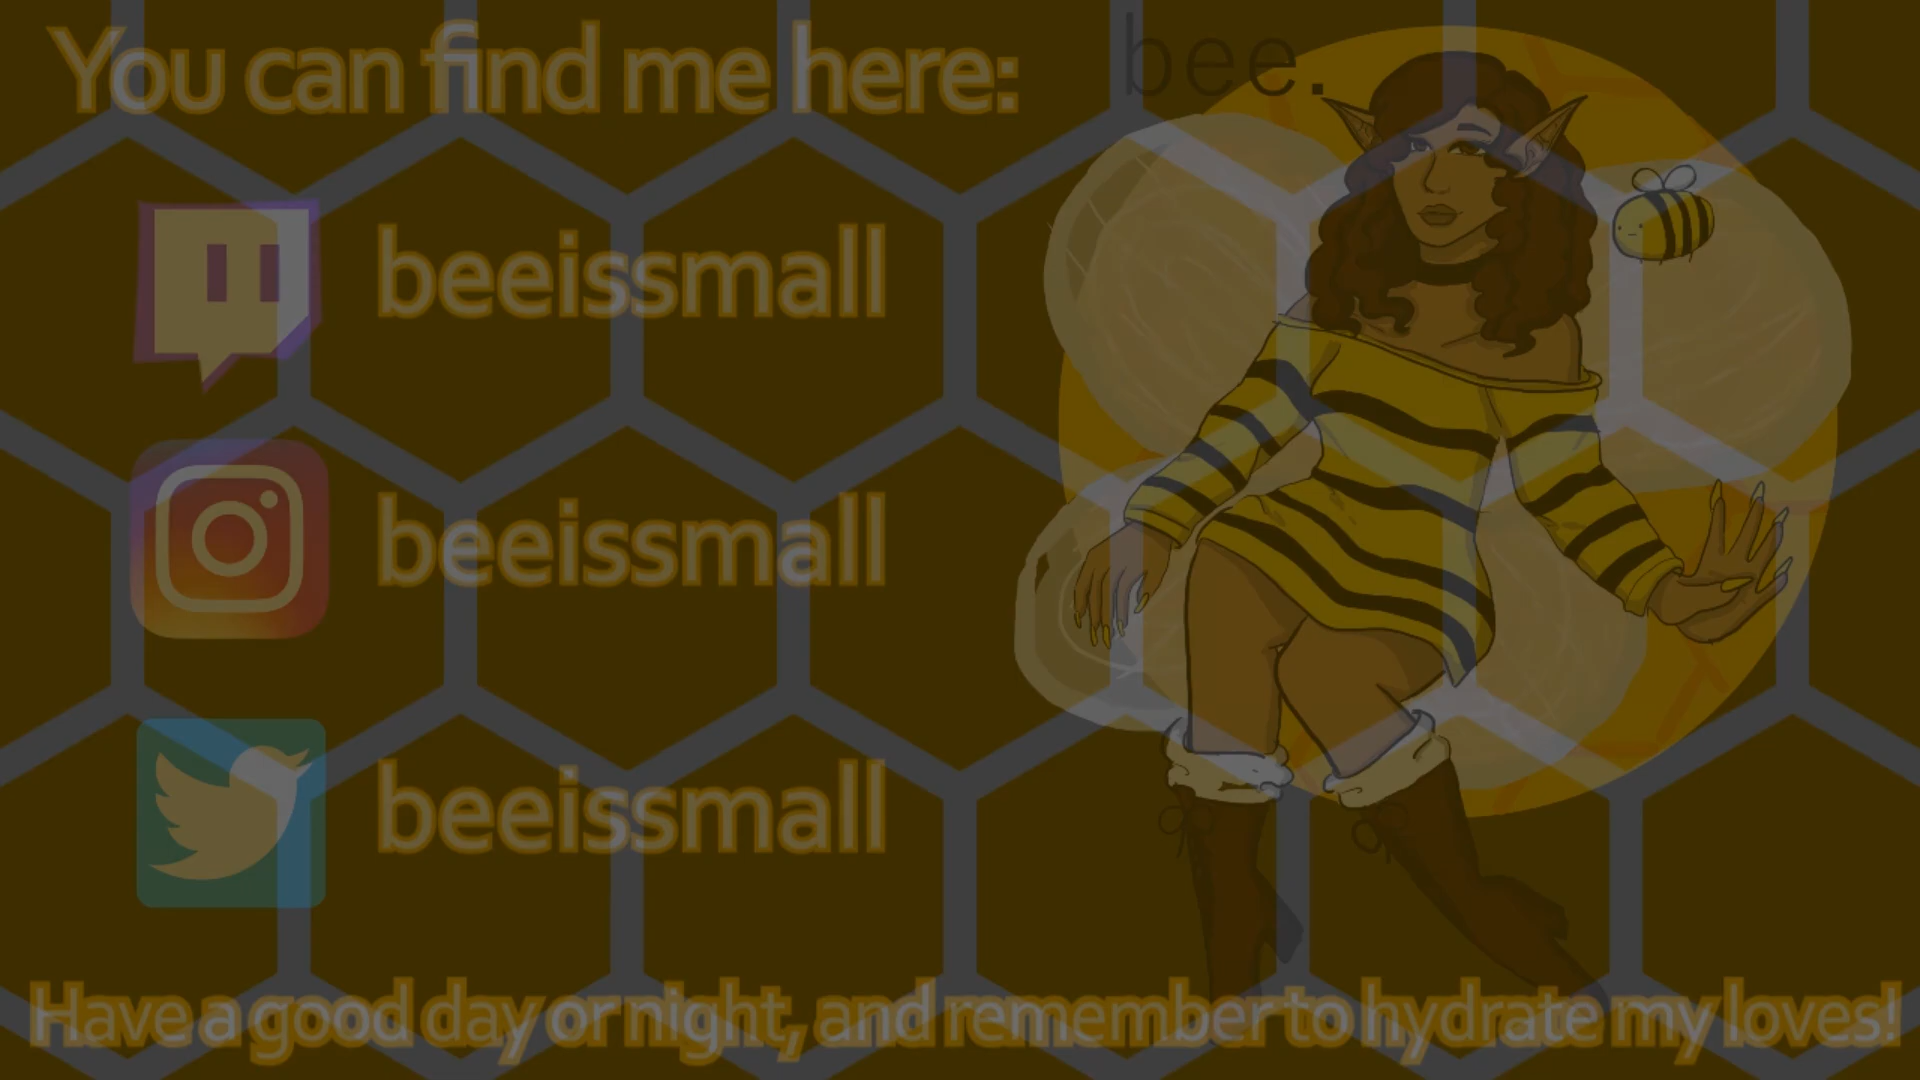 You can find me here:
bee.
beeissmall
beeissmall
beeissmall
Have a good day or night, and remember to hydrate my loves!